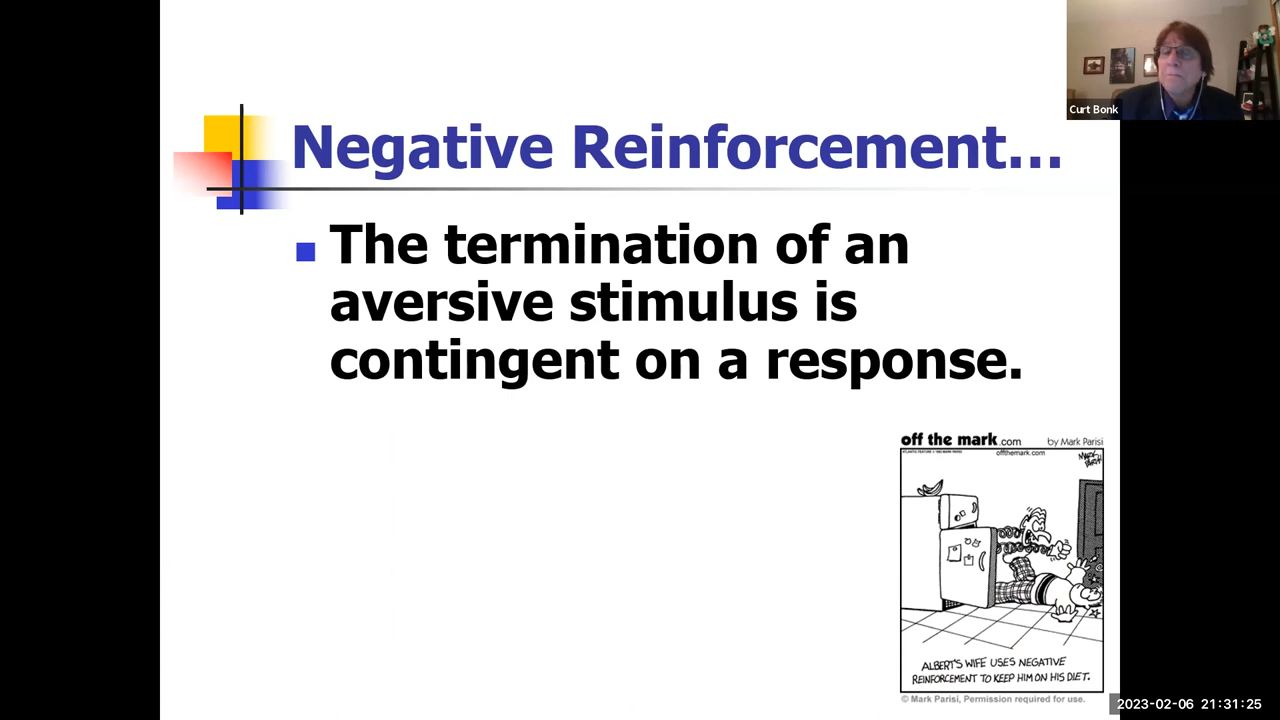 Curt Bonk
Negative Reinforcement...
The termination of an
aversive stimulus is
contingent on a response.
off the mark.com by Mark Parisi
offthemark.com
ALBERT'S WIFE USES NEGATIVE
REINFORCEMENT TO KEEP HIM ON HIS DIET.
© Mark Parisi, Permission required for use.
2023-02-06 21:31:25